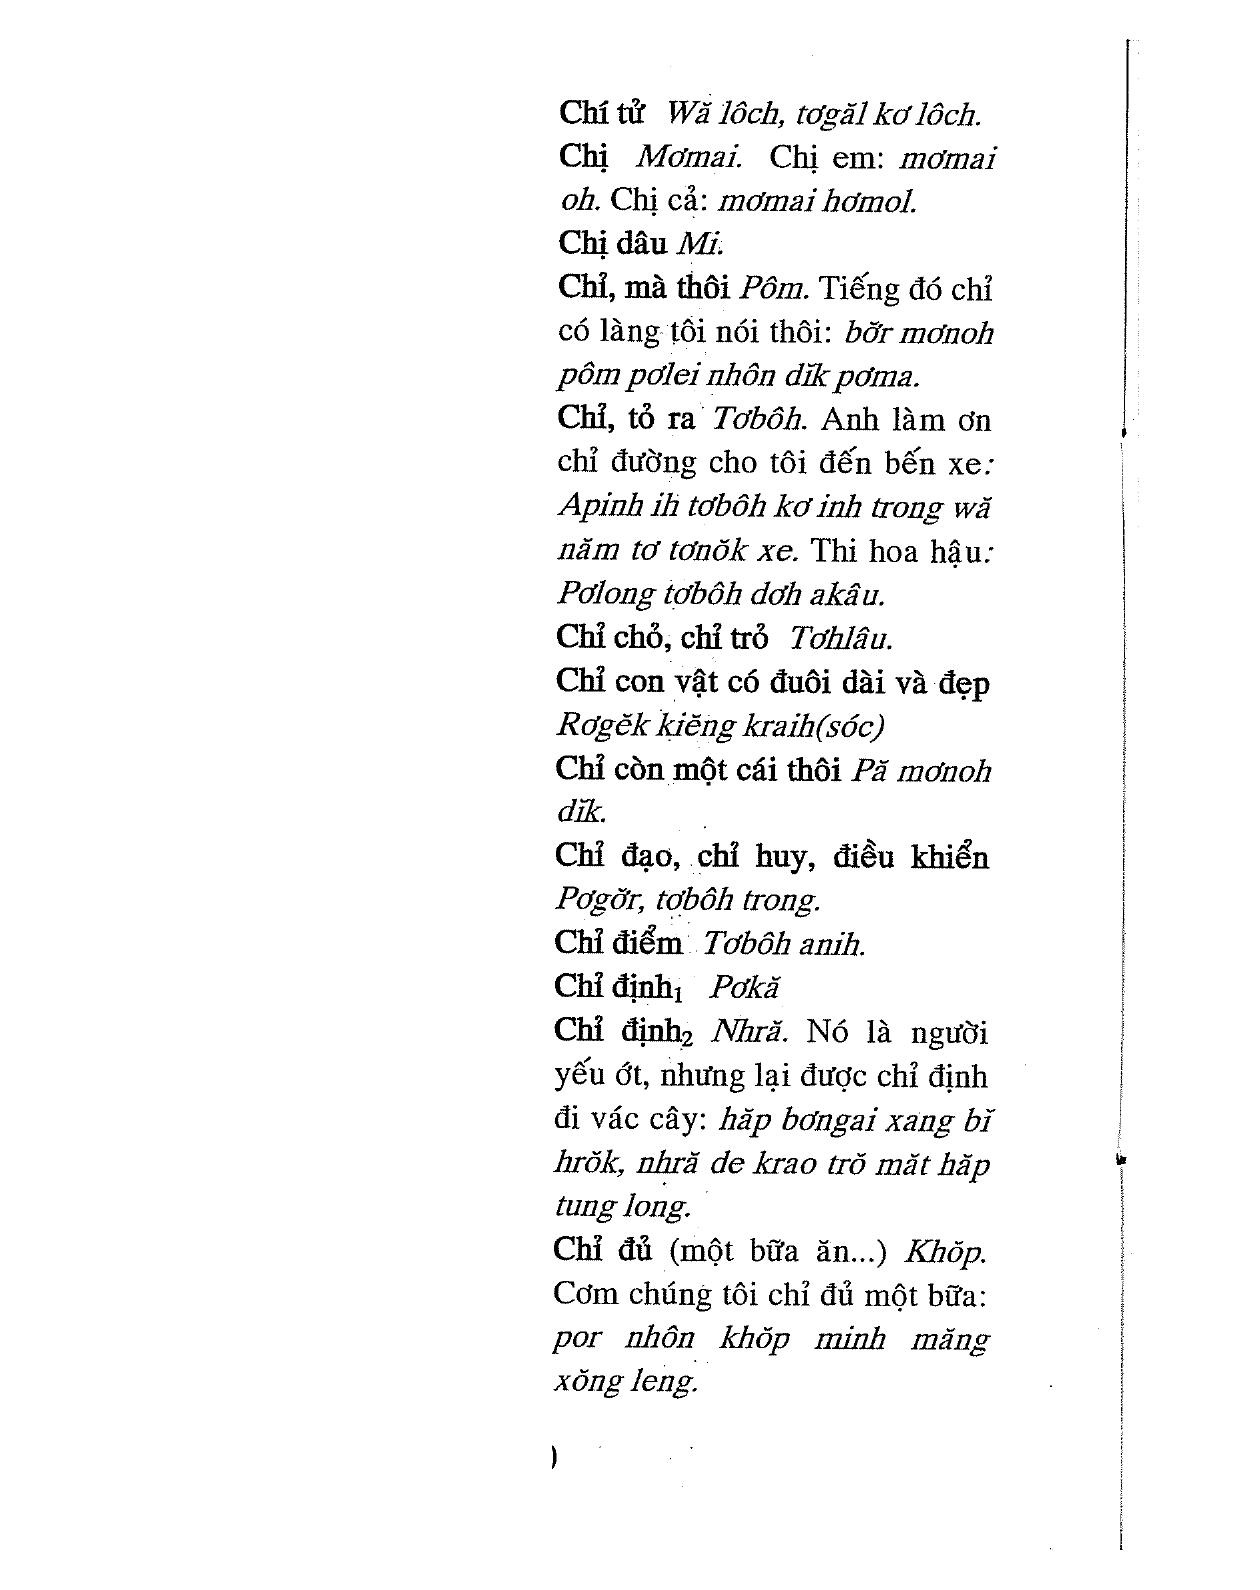 Chí tử Wă lôch, tơgăl kơ lôch.
Chị Mơmai. Chị em: mơmai
oh. Chị cả: mơmai hơmol.
Chị dâu Mi.
Chỉ, mà thôi Pôm. Tiếng đó chỉ
có làng tôi nói thôi: bơ̆r mơnoh
pôm pơlei nhôn dĭk pơma.
Chỉ, tỏ ra Tơbôh. Anh làm ơn
chỉ đường cho tôi đến bến xe:
Apinh ih tơbôh kơ inh trong wă
năm tơ tơnŏk xe. Thi hoa hậu:
Pơlong tơbôh dơh akâu.
Chỉ chỏ, chỉ trỏ Tơhlâu.
Chỉ con vật có đuôi dài và đẹp
Rơgĕk kiĕng kraih(sóc)
Chỉ còn một cái thôi Pă mơnoh
dĭk.
Chỉ đạo, chỉ huy, điều khiển
Pơgơ̆r, tơbôh trong.
Chỉ điểm Tơbôh anih.
Chỉ định₁ Pơkă
Chỉ định₂ Nhră. Nó là người
yếu ớt, nhưng lại được chỉ định
đi vác cây: hăp bơngai xang bĭ
hrŏk, nhră de krao trŏ măt hăp
tung long.
Chỉ đủ (một bữa ăn...) Khŏp.
Cơm chúng tôi chỉ đủ một bữa:
por nhôn khŏp minh măng
xŏng leng.
)